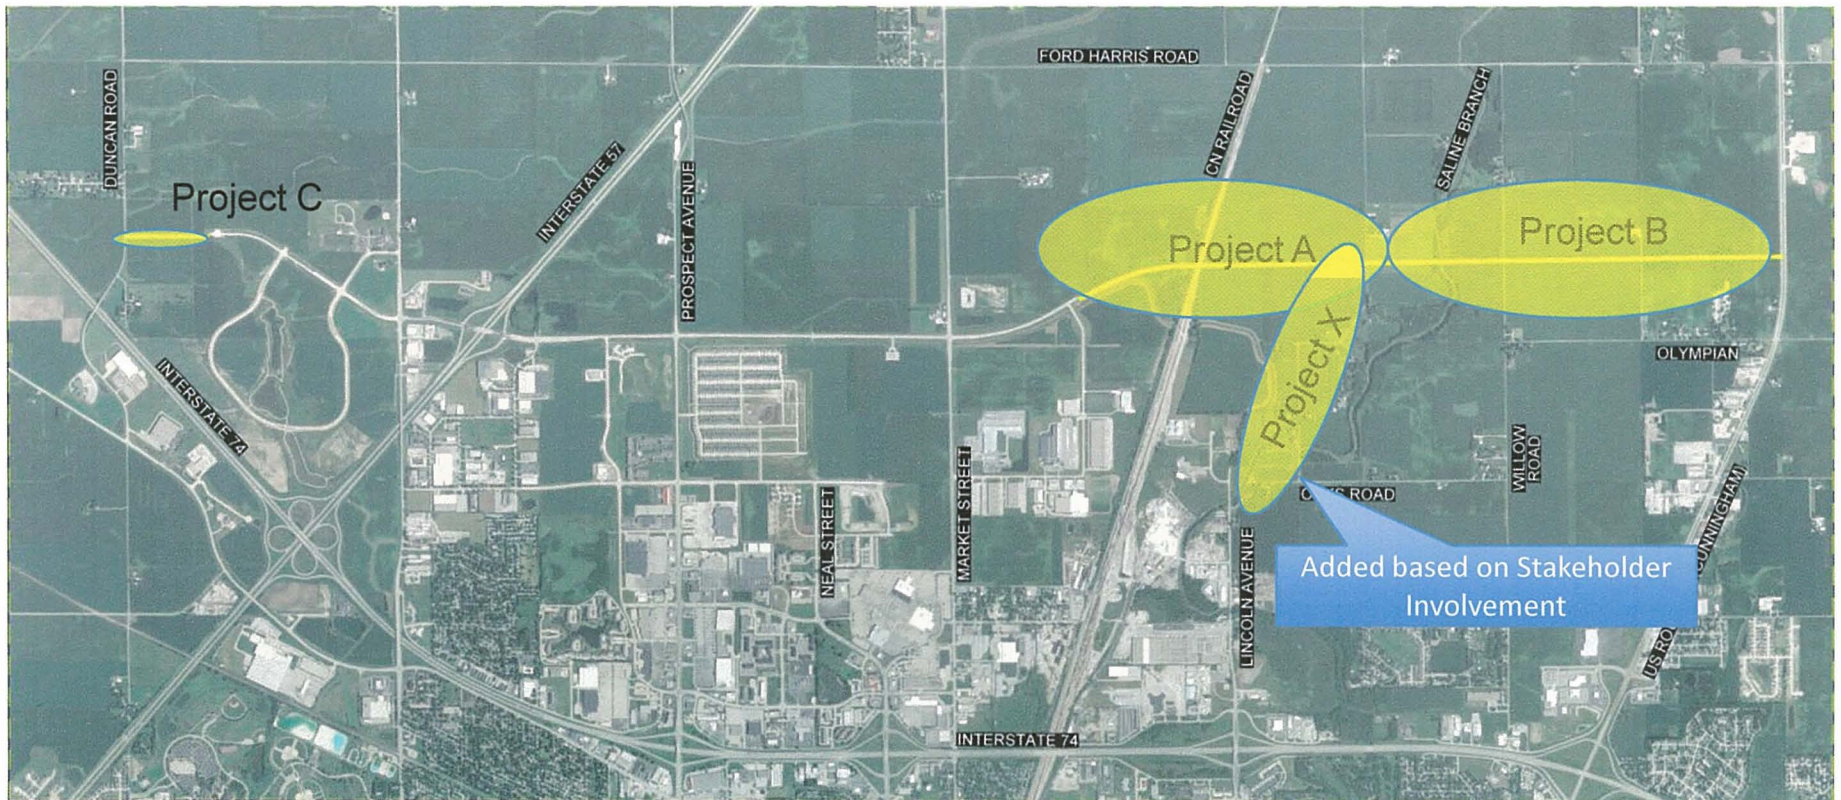 FORD HARRIS ROAD
DUNCAN ROAD
CN RAILROAD
SALINE BRANCH
Project C
INTERSTATE 57
PROSPECT AVENUE
Project A
Project B
Project X
OLYMPIAN
INTERSTATE 74
WILLOW
ROAD
MARKET STREET
NEAL STREET
ROAD
CUNNINGHAM
LINCOLN AVENUE
Added based on Stakeholder
Involvement
US
INTERSTATE 74